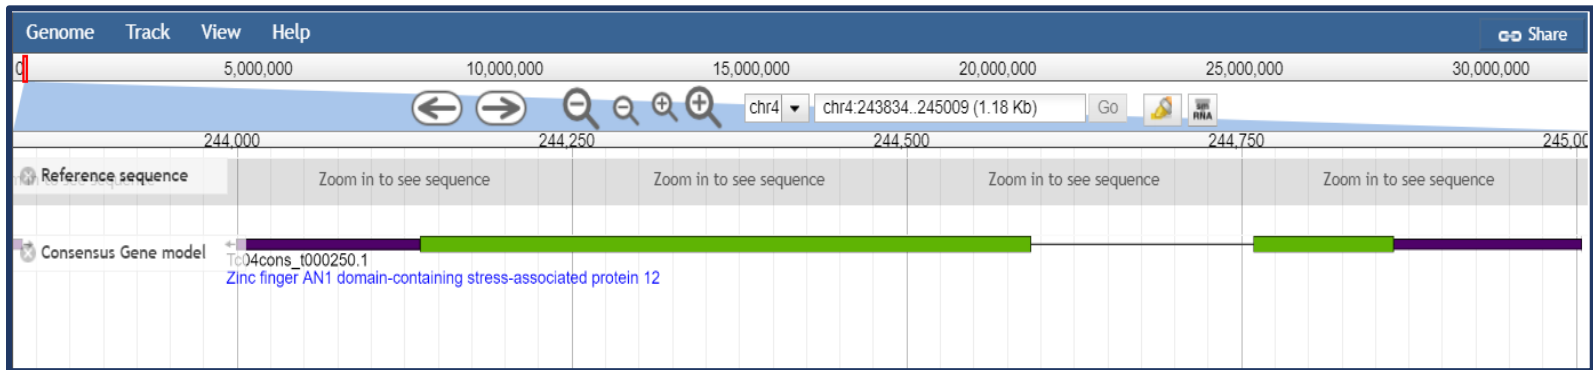 Genome Track View Help Share
0 5,000,000 10,000,000 15,000,000 20,000,000 25,000,000 30,000,000
chr4 chr4:243834..245009 (1.18 Kb) Go sm RNA
244,000 244,250 244,500 244,750 245,00
Reference sequence Zoom in to see sequence Zoom in to see sequence Zoom in to see sequence Zoom in to see sequence
Consensus Gene model
Tc04cons_t000250.1
Zinc finger AN1 domain-containing stress-associated protein 12